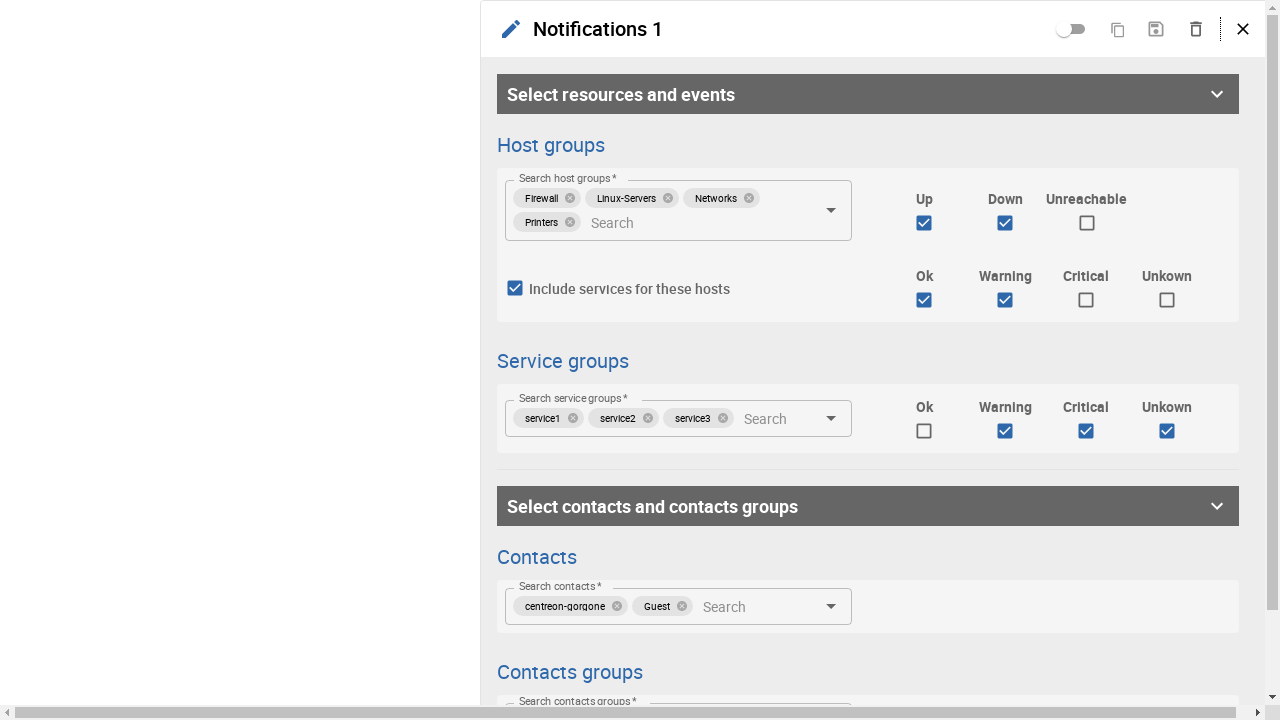 Notifications 1
Select resources and events
Host groups
Search host groups *
Firewall Linux-Servers Networks
Printers Search
Up Down Unreachable
Include services for these hosts
Ok Warning Critical Unkown
Service groups
Search service groups *
service1 service2 service3 Search
Ok Warning Critical Unkown
Select contacts and contacts groups
Contacts
Search contacts *
centreon-gorgone Guest Search
Contacts groups
Search contacts groups *